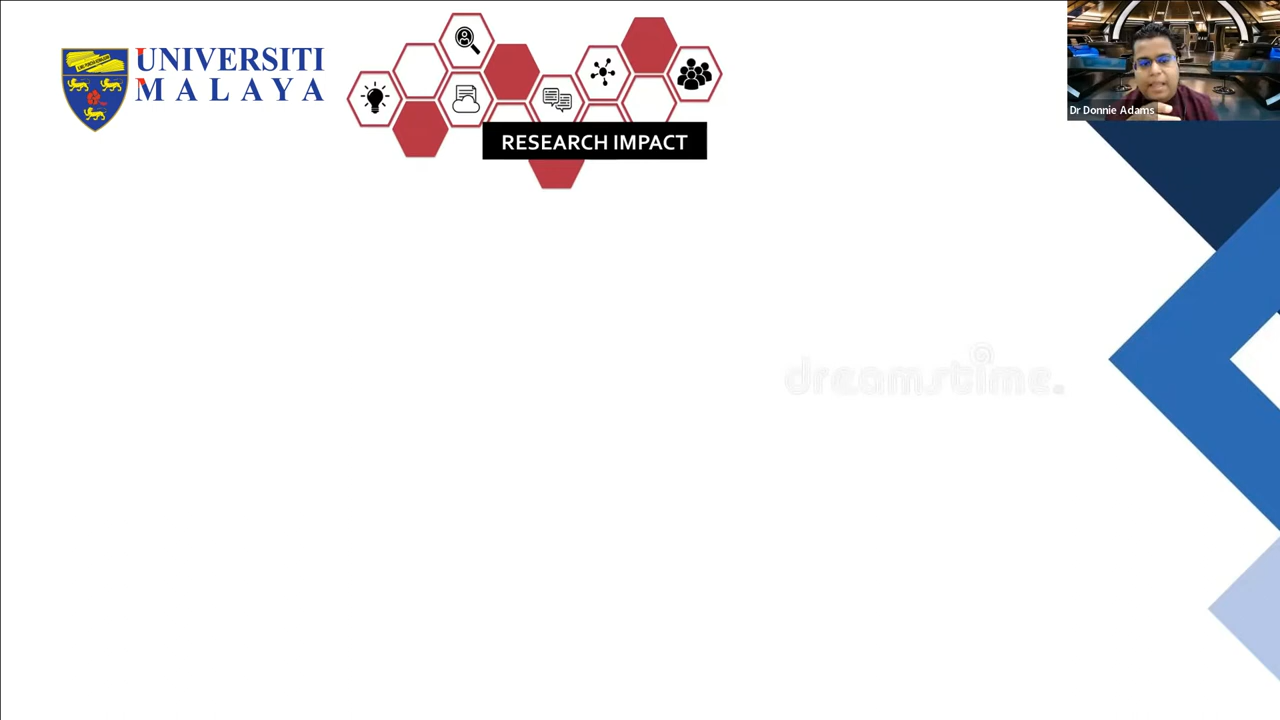 UNIVERSITI
MALAYA
RESEARCH IMPACT
Dr Donnie Adams
dreamstime.